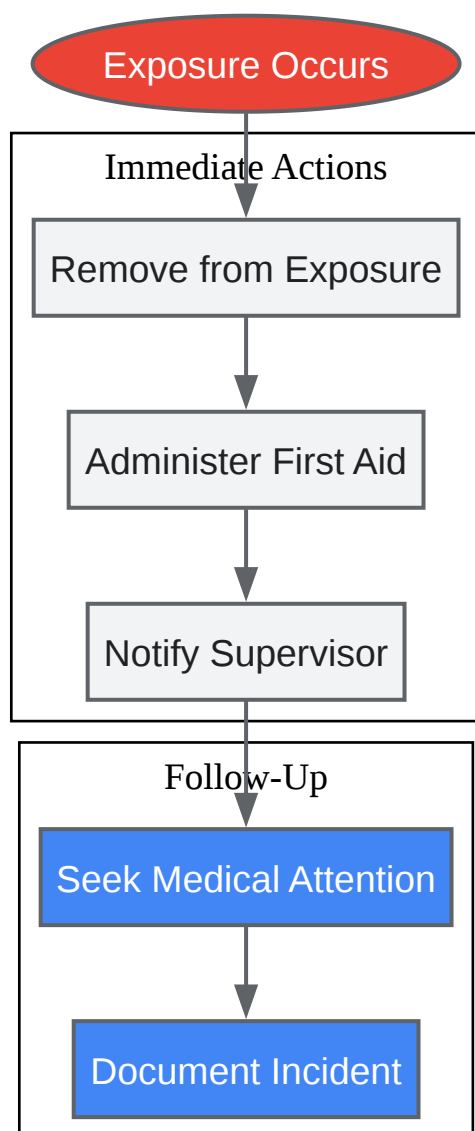 Exposure Occurs
Immediate Actions
Remove from Exposure
Administer First Aid
Notify Supervisor
Follow-Up
Seek Medical Attention
Document Incident